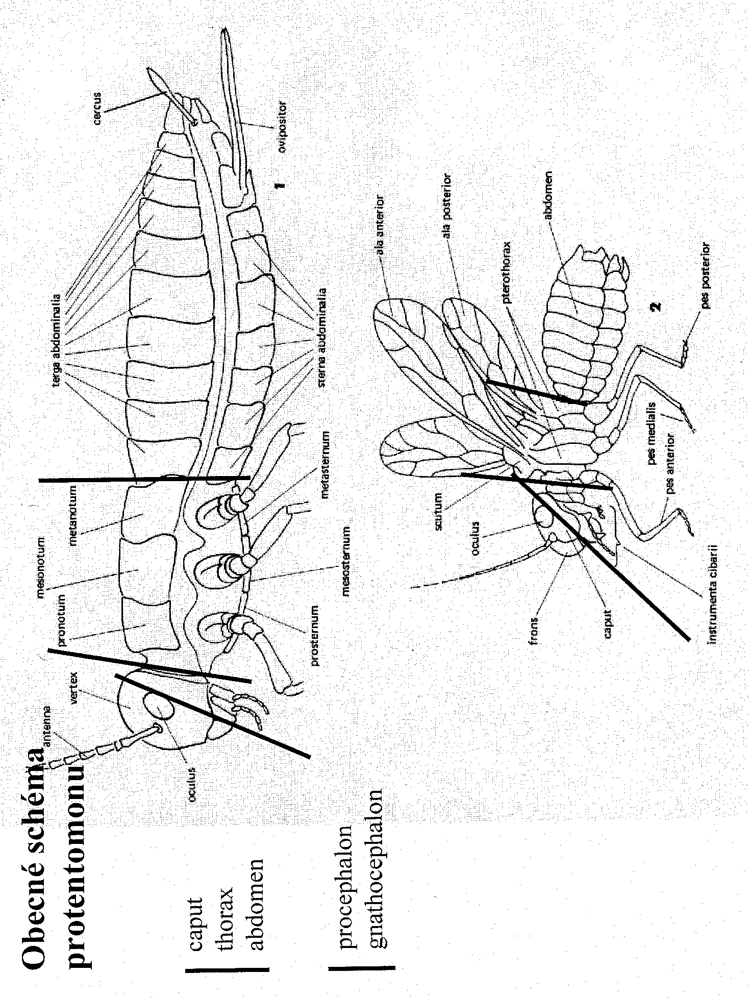 Obecné schéma
protentomonu
caput
thorax
abdomen
procephalon
gnathocephalon
antenna
vertex
oculus
pronotum
mesonotum
metanotum
terga abdominalia
cercus
ovipositor
1
sterna audominalia
metasternum
mesosternum
prosternum
ala anterior
ala posterior
pterothorax
abdomen
2
pes posterior
pes medialis
pes anterior
scutum
oculus
frons
caput
instrumenta cibarii